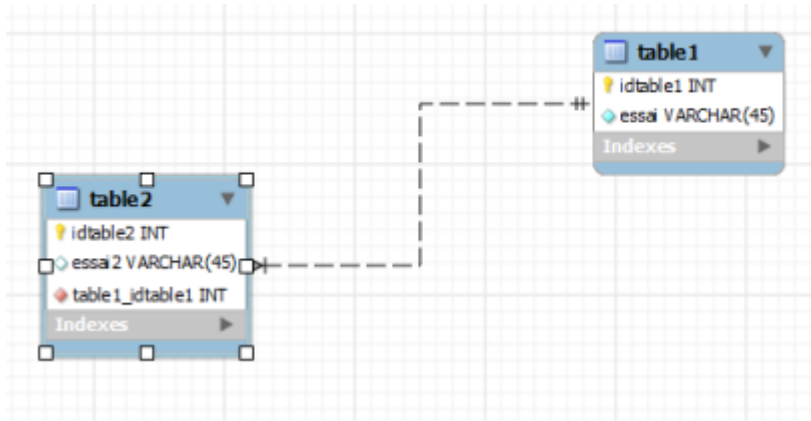 table1
idtable1 INT
essai VARCHAR(45)
Indexes
table2
idtable2 INT
essai2 VARCHAR(45)
table1_idtable1 INT
Indexes